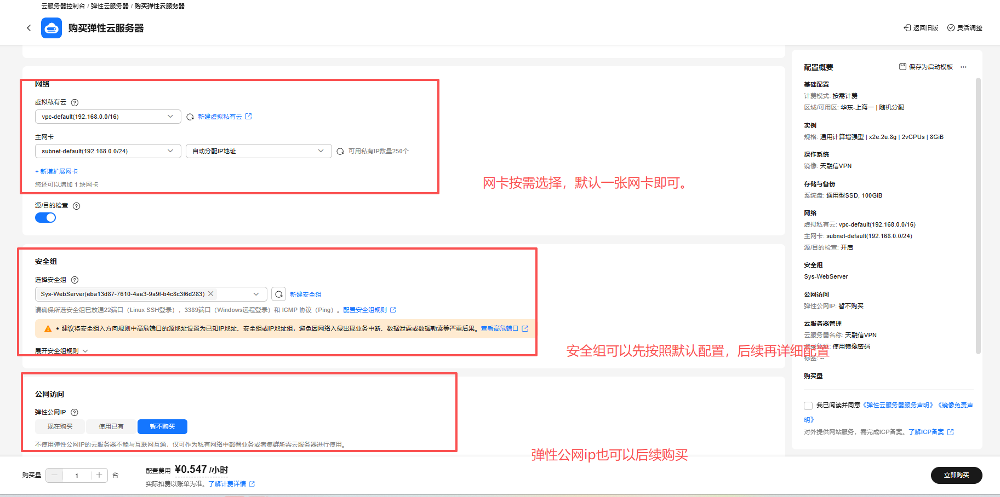 云服务器控制台 / 弹性云服务器 / 购买弹性云服务器
购买弹性云服务器
返回旧版
灵活调整
网络
虚拟私有云
vpc-default(192.168.0.0/16)
新建虚拟私有云
主网卡
subnet-default(192.168.0.0/24)
自动分配IP地址
可用私有IP数量250个
+ 新增扩展网卡
您还可以增加 1 块网卡
网卡按需选择，默认一张网卡即可。
源/目的检查
安全组
选择安全组
Sys-WebServer(eba13d87-7610-4ae3-9a9f-b4c8c3f6d283)
新建安全组
请确保所选安全组已放通22端口（Linux SSH登录），3389端口（Windows远程登录）和 ICMP 协议（Ping）。配置安全组规则
• 建议将安全组入方向规则中高危端口的源地址设置为已知IP地址、安全组或IP地址组，避免因网络入侵出现业务中断、数据泄露或数据勒索等严重后果。查看高危端口
展开安全组规则
安全组可以先按照默认配置，后续再详细配置
公网访问
弹性公网IP
现在购买
使用已有
暂不购买
不使用弹性公网IP的云服务器不能与互联网互通，仅可作为私有网络中部署业务或者集群所需云服务器进行使用。
弹性公网ip也可以后续购买
配置概要
保存为启动模板
基础配置
计费模式: 按需计费
区域/可用区: 华东-上海一 | 随机分配
实例
规格: 通用计算增强型 | x2e.2u.8g | 2vCPUs | 8GiB
操作系统
镜像: 天融信VPN
存储与备份
系统盘: 通用型SSD, 100GiB
网络
虚拟私有云: vpc-default(192.168.0.0/16)
主网卡: subnet-default(192.168.0.0/24)
源/目的检查: 开启
安全组
Sys-WebServer
公网访问
弹性公网IP: 暂不购买
云服务器管理
云服务器名称: 天融信VPN
登录凭证: 使用镜像密码
标签: --
购买量
我已阅读并同意《弹性云服务器服务声明》《镜像免责声
明》
对外提供网站服务，需完成ICP备案。了解ICP备案
购买量
1
台
配置费用 ¥0.547 /小时
实际扣费以账单为准。了解计费详情
立即购买